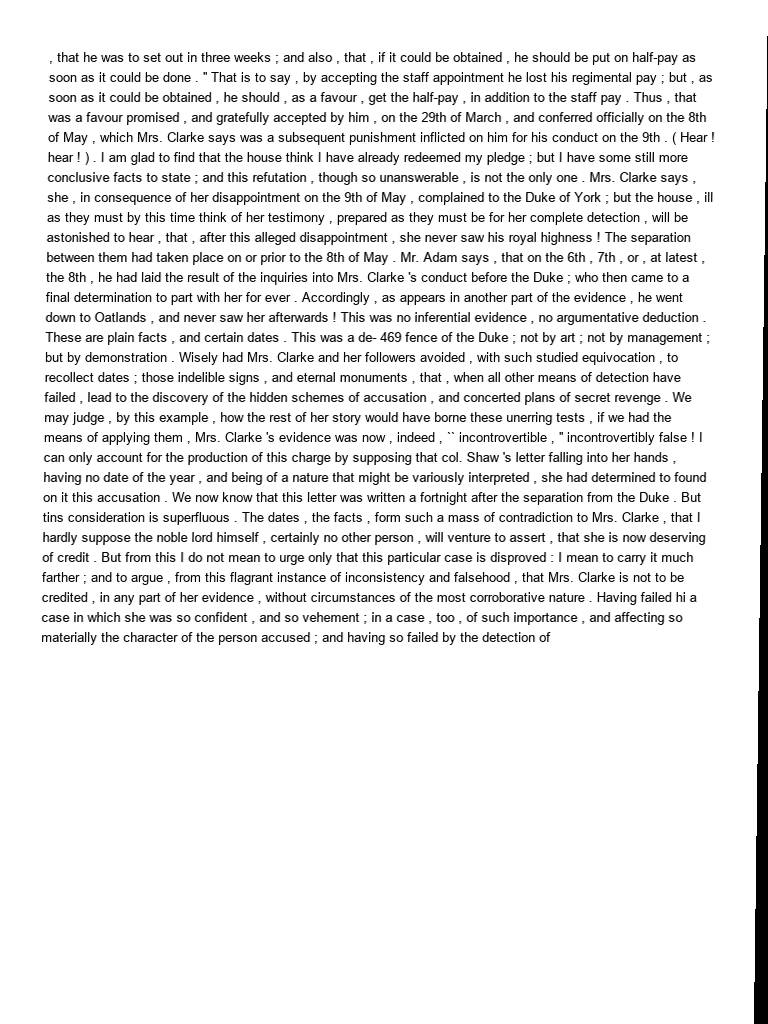 , that he was to set out in three weeks ; and also , that , if it could be obtained , he should be put on half-pay as
soon as it could be done . " That is to say , by accepting the staff appointment he lost his regimental pay ; but , as
soon as it could be obtained , he should , as a favour , get the half-pay , in addition to the staff pay . Thus , that
was a favour promised , and gratefully accepted by him , on the 29th of March , and conferred officially on the 8th
of May , which Mrs. Clarke says was a subsequent punishment inflicted on him for his conduct on the 9th . ( Hear !
hear ! ) . I am glad to find that the house think I have already redeemed my pledge ; but I have some still more
conclusive facts to state ; and this refutation , though so unanswerable , is not the only one . Mrs. Clarke says ,
she , in consequence of her disappointment on the 9th of May , complained to the Duke of York ; but the house , ill
as they must by this time think of her testimony , prepared as they must be for her complete detection , will be
astonished to hear , that , after this alleged disappointment , she never saw his royal highness ! The separation
between them had taken place on or prior to the 8th of May . Mr. Adam says , that on the 6th , 7th , or , at latest ,
the 8th , he had laid the result of the inquiries into Mrs. Clarke 's conduct before the Duke ; who then came to a
final determination to part with her for ever . Accordingly , as appears in another part of the evidence , he went
down to Oatlands , and never saw her afterwards ! This was no inferential evidence , no argumentative deduction .
These are plain facts , and certain dates . This was a de- 469 fence of the Duke ; not by art ; not by management ;
but by demonstration . Wisely had Mrs. Clarke and her followers avoided , with such studied equivocation , to
recollect dates ; those indelible signs , and eternal monuments , that , when all other means of detection have
failed , lead to the discovery of the hidden schemes of accusation , and concerted plans of secret revenge . We
may judge , by this example , how the rest of her story would have borne these unerring tests , if we had the
means of applying them , Mrs. Clarke 's evidence was now , indeed , `` incontrovertible , " incontrovertibly false ! I
can only account for the production of this charge by supposing that col. Shaw 's letter falling into her hands ,
having no date of the year , and being of a nature that might be variously interpreted , she had determined to found
on it this accusation . We now know that this letter was written a fortnight after the separation from the Duke . But
tins consideration is superfluous . The dates , the facts , form such a mass of contradiction to Mrs. Clarke , that I
hardly suppose the noble lord himself , certainly no other person , will venture to assert , that she is now deserving
of credit . But from this I do not mean to urge only that this particular case is disproved : I mean to carry it much
farther ; and to argue , from this flagrant instance of inconsistency and falsehood , that Mrs. Clarke is not to be
credited , in any part of her evidence , without circumstances of the most corroborative nature . Having failed hi a
case in which she was so confident , and so vehement ; in a case , too , of such importance , and affecting so
materially the character of the person accused ; and having so failed by the detection of